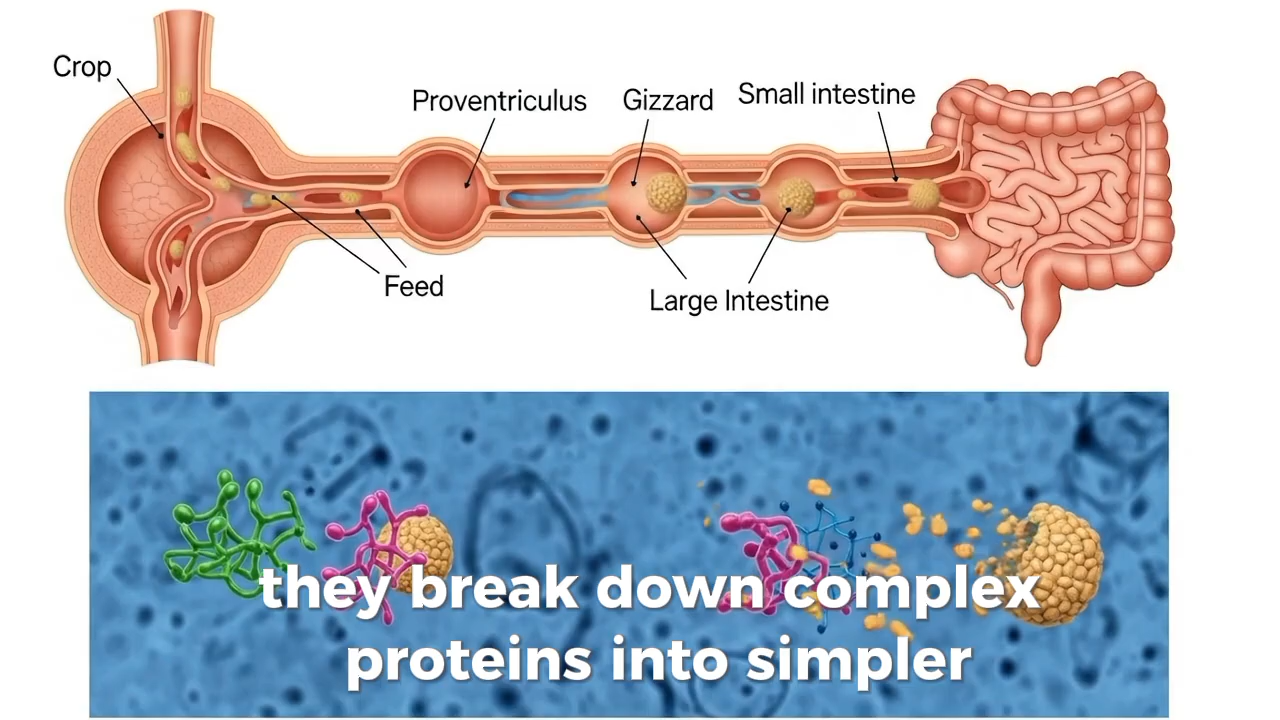 Crop
Proventriculus
Gizzard
Small intestine
Feed
Large Intestine
they break down complex
proteins into simpler